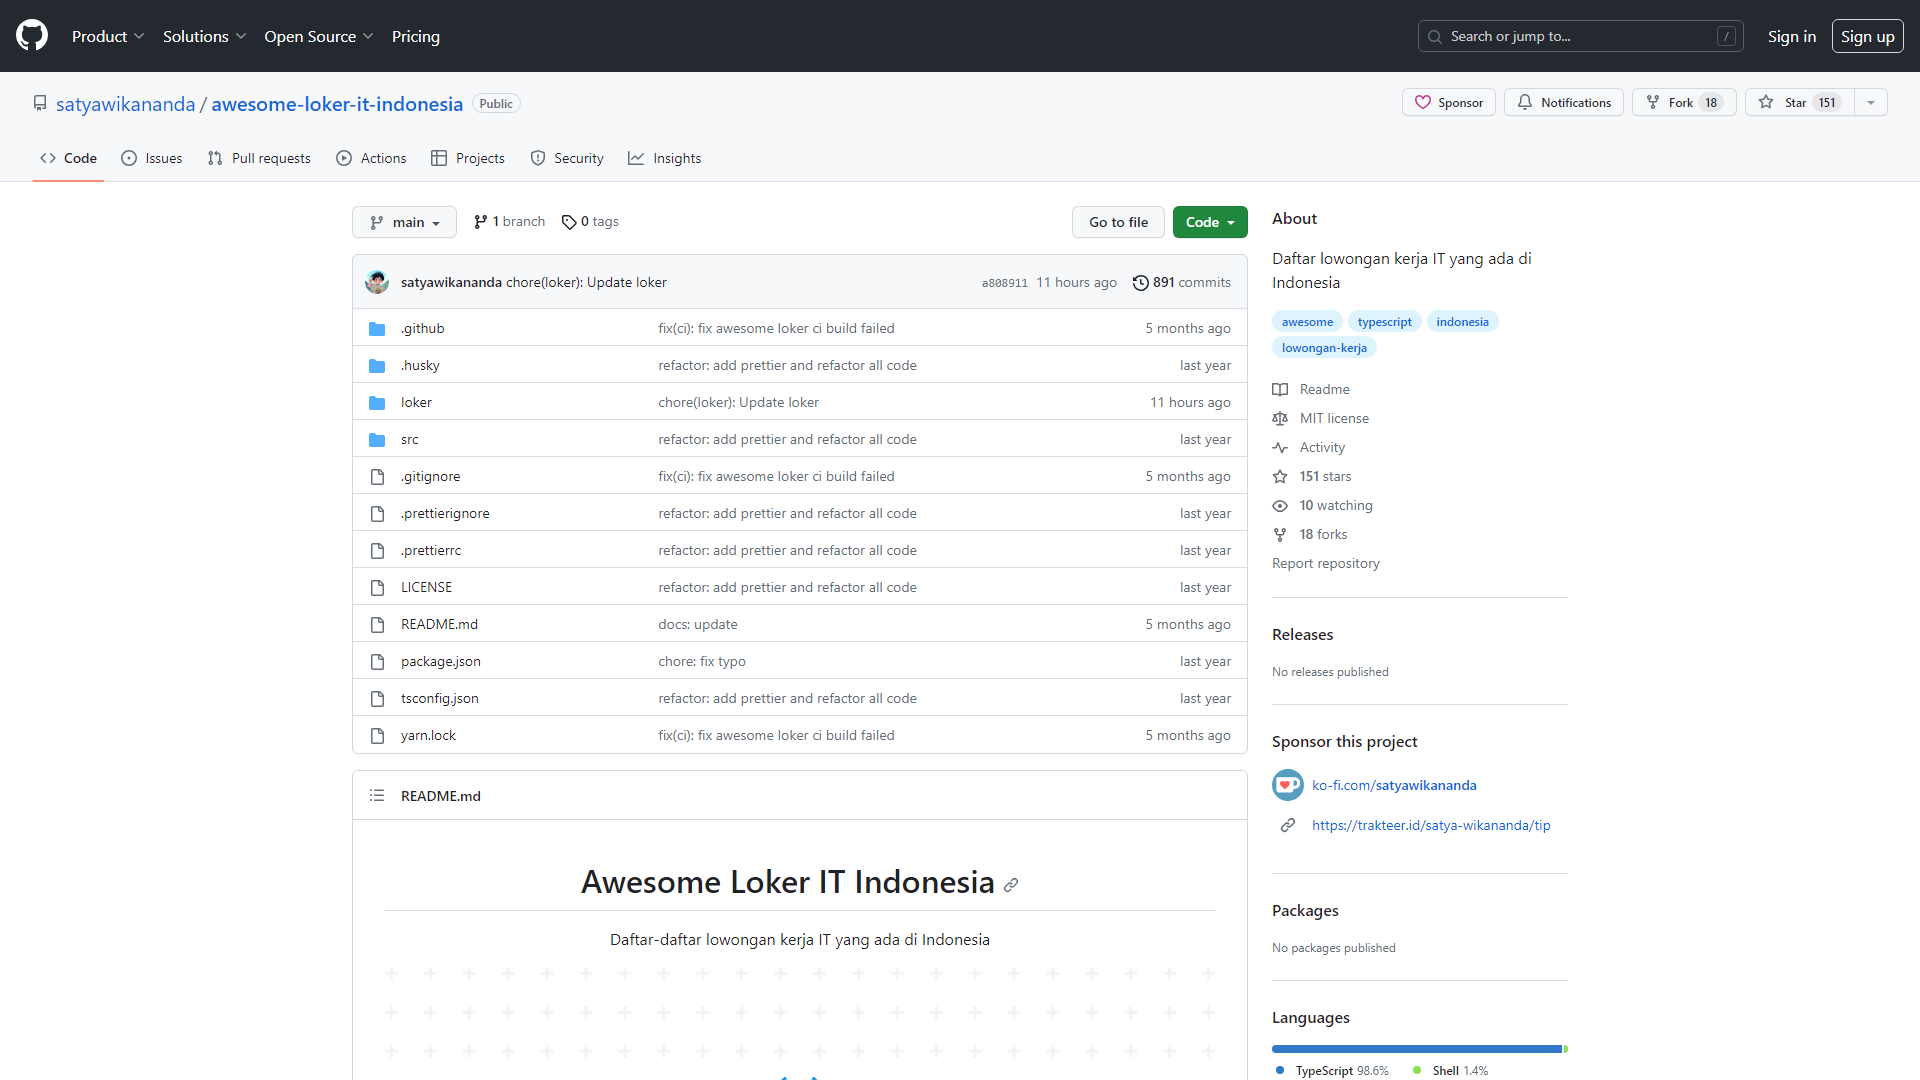 Product
Solutions
Open Source
Pricing
Search or jump to...
/
Sign in
Sign up
satyawikananda / awesome-loker-it-indonesia Public
Sponsor
Notifications
Fork 18
Star 151
Code
Issues
Pull requests
Actions
Projects
Security
Insights
main
1 branch
0 tags
Go to file
Code
satyawikananda chore(loker): Update loker a808911 11 hours ago 891 commits
.github fix(ci): fix awesome loker ci build failed 5 months ago
.husky refactor: add prettier and refactor all code last year
loker chore(loker): Update loker 11 hours ago
src refactor: add prettier and refactor all code last year
.gitignore fix(ci): fix awesome loker ci build failed 5 months ago
.prettierignore refactor: add prettier and refactor all code last year
.prettierrc refactor: add prettier and refactor all code last year
LICENSE refactor: add prettier and refactor all code last year
README.md docs: update 5 months ago
package.json chore: fix typo last year
tsconfig.json refactor: add prettier and refactor all code last year
yarn.lock fix(ci): fix awesome loker ci build failed 5 months ago
README.md
Awesome Loker IT Indonesia
Daftar-daftar lowongan kerja IT yang ada di Indonesia
About
Daftar lowongan kerja IT yang ada di
Indonesia
awesome typescript indonesia
lowongan-kerja
Readme
MIT license
Activity
151 stars
10 watching
18 forks
Report repository
Releases
No releases published
Sponsor this project
ko-fi.com/satyawikananda
https://trakteer.id/satya-wikananda/tip
Packages
No packages published
Languages
TypeScript 98.6% Shell 1.4%